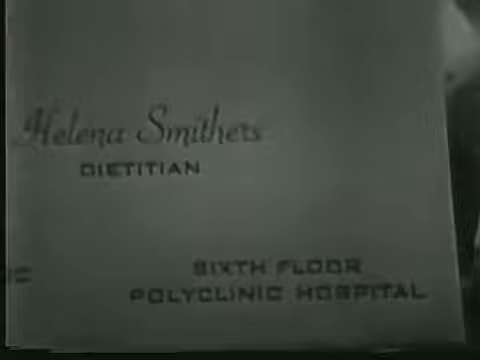 Helena Smithers
DIETITIAN
SIXTH FLOOR
POLYCLINIC HOSPITAL